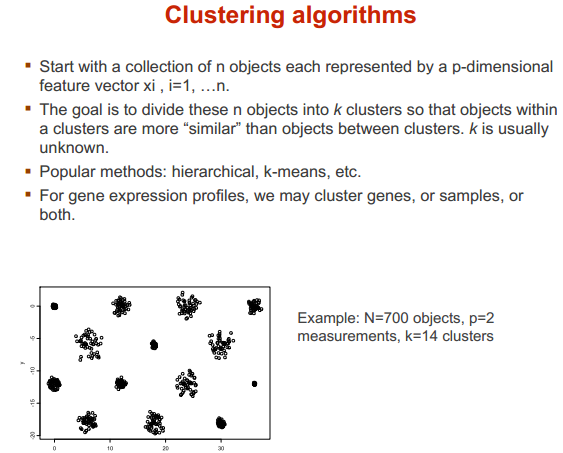 Clustering algorithms
Start with a collection of n objects each represented by a p-dimensional
feature vector xi , i=1, …n.
The goal is to divide these n objects into k clusters so that objects within
a clusters are more “similar” than objects between clusters. k is usually
unknown.
Popular methods: hierarchical, k-means, etc.
For gene expression profiles, we may cluster genes, or samples, or
both.
Example: N=700 objects, p=2
measurements, k=14 clusters
0
-5
-10
-15
-20
0 10 20 30